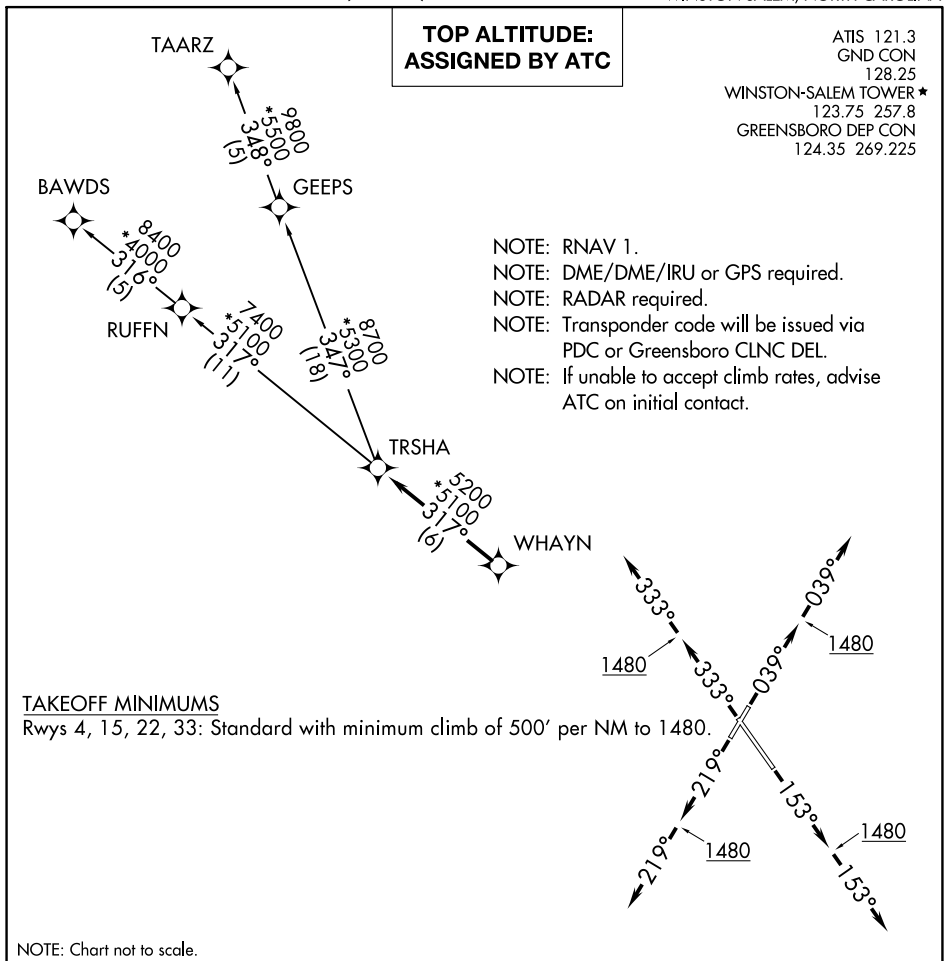 TOP ALTITUDE:
ASSIGNED BY ATC
ATIS 121.3
GND CON
128.25
WINSTON-SALEM TOWER ★
123.75 257.8
GREENSBORO DEP CON
124.35 269.225
TAARZ
9800
*5500
348°
(5)
GEEPS
BAWDS
8400
*4000
316°
(5)
RUFFN
7400
*5100
317°
(11)
8700
*5300
347°
(18)
NOTE: RNAV 1.
NOTE: DME/DME/IRU or GPS required.
NOTE: RADAR required.
NOTE: Transponder code will be issued via
PDC or Greensboro CLNC DEL.
NOTE: If unable to accept climb rates, advise
ATC on initial contact.
TRSHA
5200
*5100
317°
(6)
WHAYN
333°
039°
1480
1480
333°
039°
TAKEOFF MINIMUMS
Rwys 4, 15, 22, 33: Standard with minimum climb of 500' per NM to 1480.
219°
153°
1480
1480
219°
153°
NOTE: Chart not to scale.